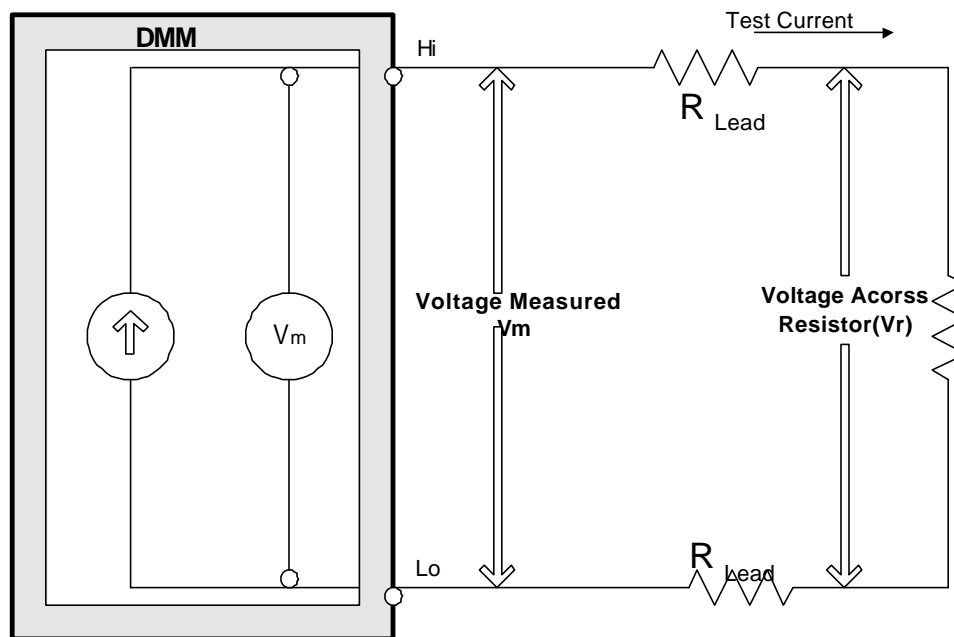 DMM
Hi
Test Current
R Lead
Voltage Measured
Vm
Voltage Acorss
Resistor(Vr)
Vm
Lo
R Lead